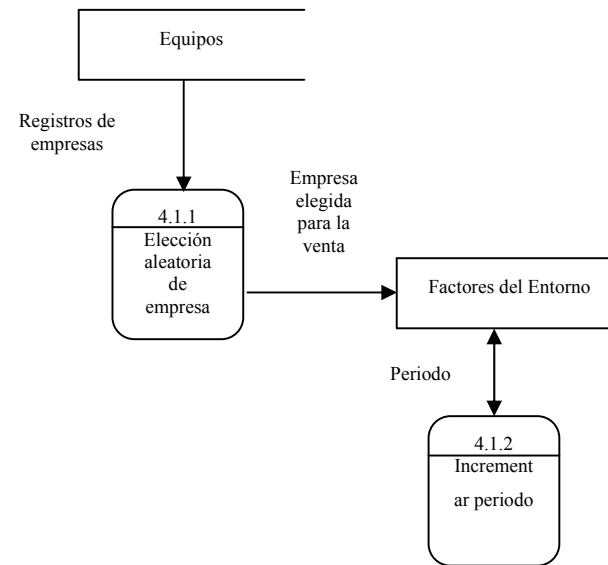 Equipos
Registros de
empresas
4.1.1
Elección
aleatoria
de
empresa
Empresa
elegida
para la
venta
Factores del Entorno
Periodo
4.1.2
Increment
ar periodo